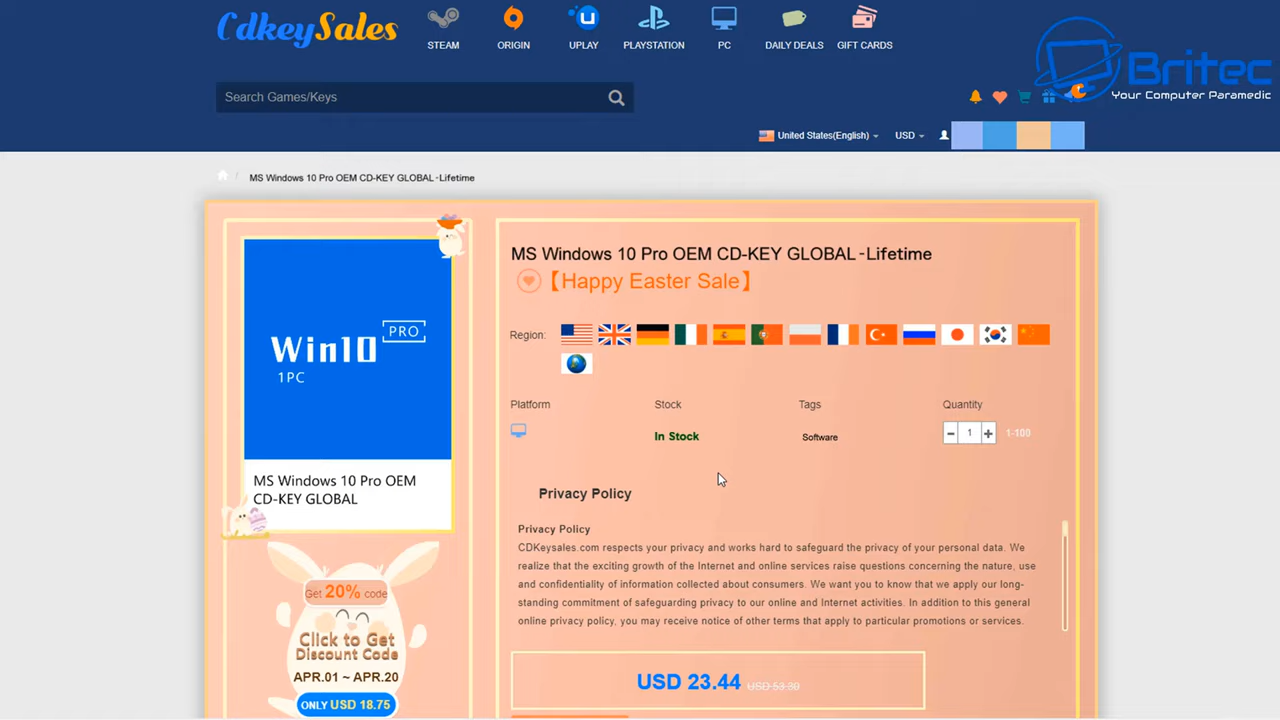 CdkeySales
STEAM
ORIGIN
UPLAY
PLAYSTATION
PC
DAILY DEALS
GIFT CARDS
Britec
Your Computer Paramedic
Search Games/Keys
United States(English)
USD
MS Windows 10 Pro OEM CD-KEY GLOBAL -Lifetime
Win10 PRO
1PC
MS Windows 10 Pro OEM
CD-KEY GLOBAL
Get 20% code
Click to Get
Discount Code
APR.01 ~ APR.20
ONLY USD 18.75
MS Windows 10 Pro OEM CD-KEY GLOBAL -Lifetime
【Happy Easter Sale】
Region:
Platform
Stock
Tags
Quantity
In Stock
Software
- 1 + 1-100
Privacy Policy
Privacy Policy
CDKeysales.com respects your privacy and works hard to safeguard the privacy of your personal data. We
realize that the exciting growth of the Internet and online services raise questions concerning the nature, use
and confidentiality of information collected about consumers. We want you to know that we apply our long-
standing commitment of safeguarding privacy to our online and Internet activities. In addition to this general
online privacy policy, you may receive notice of other terms that apply to particular promotions or services.
USD 23.44 USD 53.30